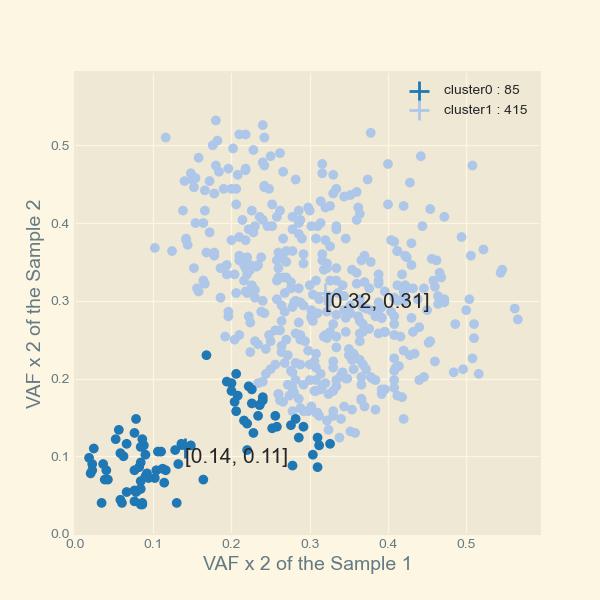 cluster0 : 85
cluster1 : 415
0.5
0.4
0.3
0.2
0.1
0.0
[0.32, 0.31]
[0.14, 0.11]
VAF x 2 of the Sample 2
0.0 0.1 0.2 0.3 0.4 0.5
VAF x 2 of the Sample 1